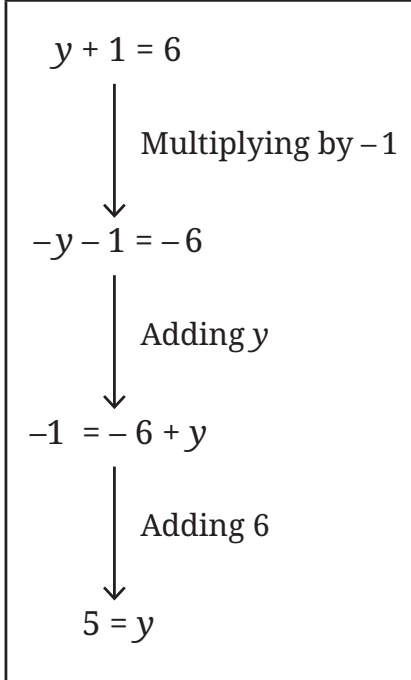 y + 1 = 6
Multiplying by – 1
– y – 1 = – 6
Adding y
–1 = – 6 + y
Adding 6
5 = y